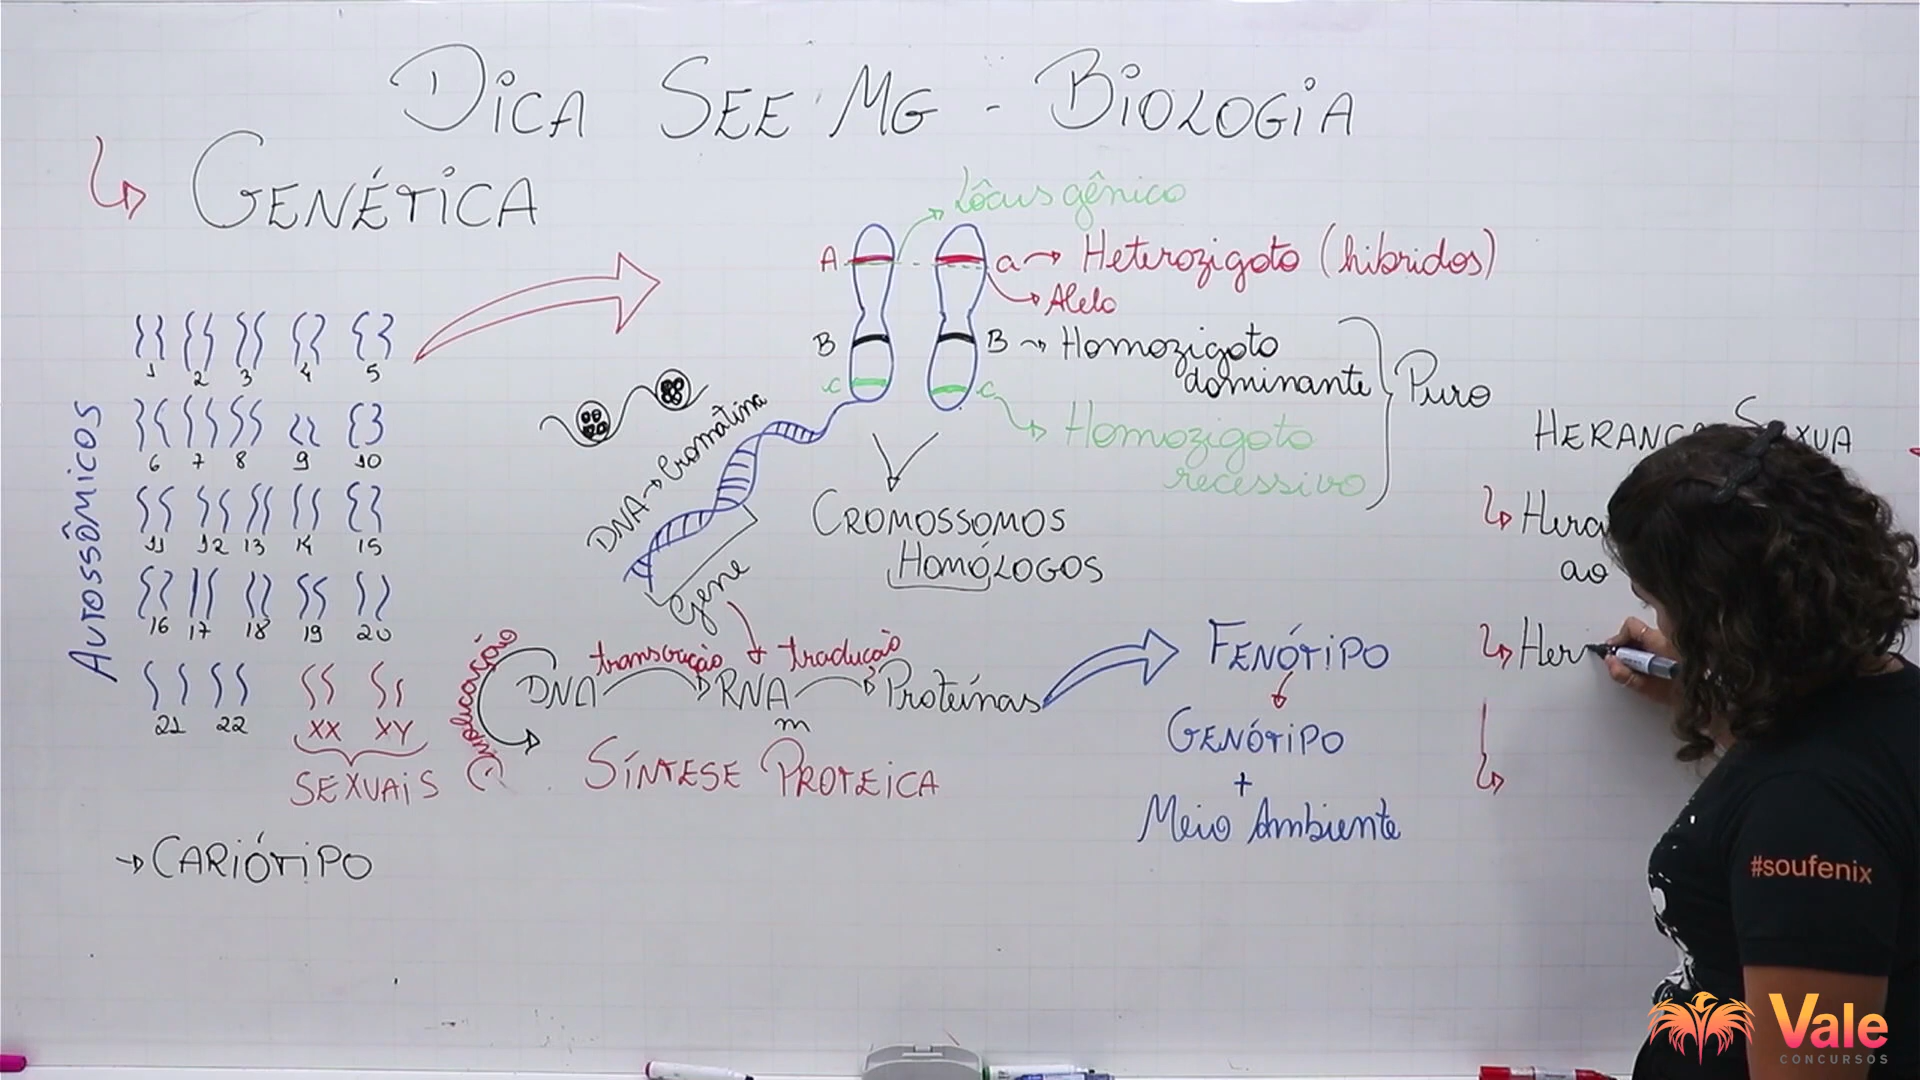 DICA SEE MG - BIOLOGIA
GENÉTICA
Lôcus gênico
A
a → Heterozigoto (híbridos)
Alelo
B
B → Homozigoto
dominante
Puro
c
c
Homozigoto
recessivo
1 2 3 4 5
6 7 8 9 10
11 12 13 14 15
16 17 18 19 20
21 22
XX XY
AUTOSSÔMICOS
SEXUAIS
→ CARIÓTIPO
DNA → Cromatina
Gene
CROMOSSOMOS
HOMÓLOGOS
transcrição + tradução
DNA RNA Proteínas
m
SÍNTESE PROTEICA
FENÓTIPO
GENÓTIPO
+
Meio Ambiente
SEXUA
ao
#soufenix
Vale
CONCURSOS